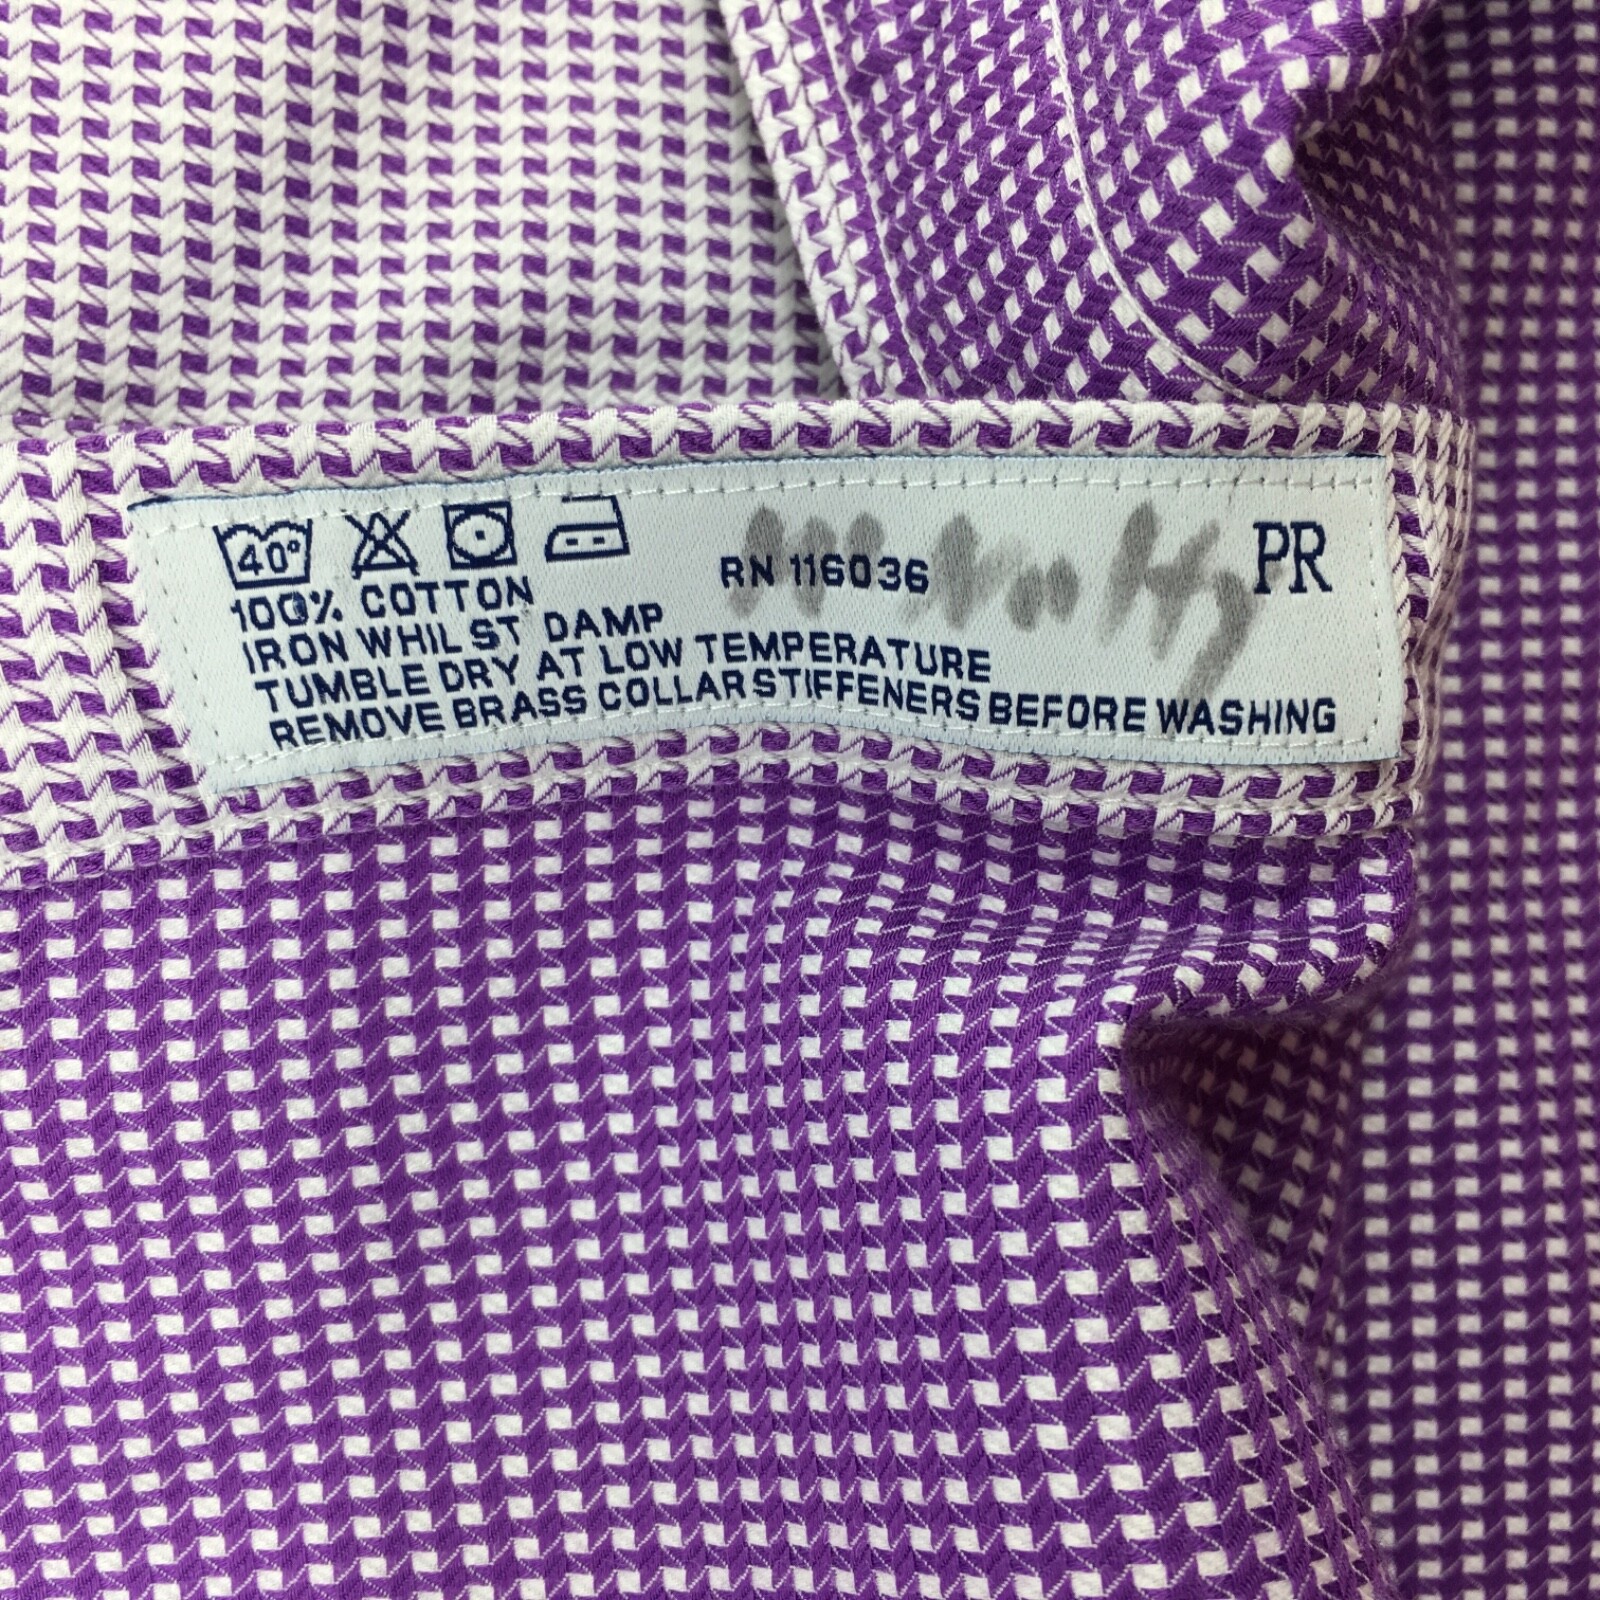 40°
RN 116036 PR
100% COTTON
IRON WHILST DAMP
TUMBLE DRY AT LOW TEMPERATURE
REMOVE BRASS COLLAR STIFFENERS BEFORE WASHING